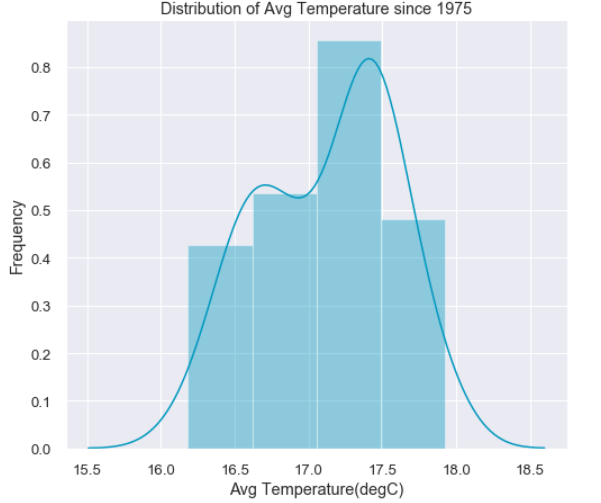 Distribution of Avg Temperature since 1975
0.8
0.7
0.6
0.5
0.4
0.3
0.2
0.1
0.0
Frequency
15.5 16.0 16.5 17.0 17.5 18.0 18.5
Avg Temperature(degC)